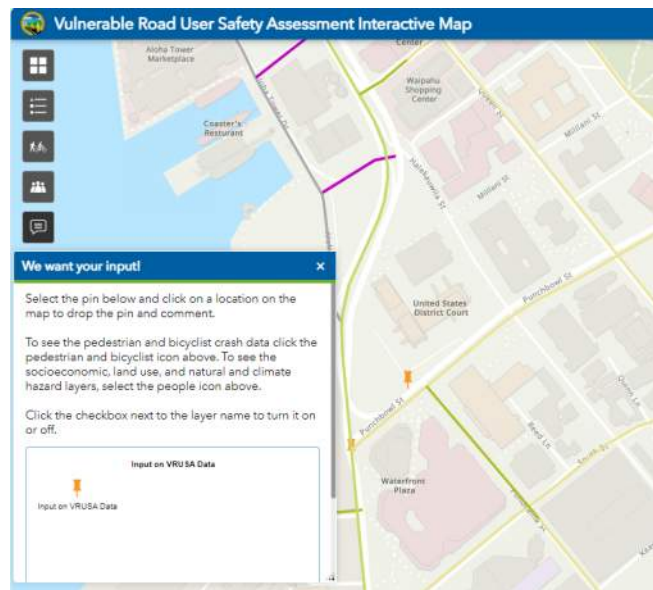 Vulnerable Road User Safety Assessment Interactive Map
Aloha Tower
Marketplace
Center
Waipahu
Shopping
Center
Coaster's
Resturant
Mililani St
Mililani St
Halekauwila St
Punchbowl St
United States
District Court
Punchbowl St
Reed Ln
Quinn Ln
South St
Waterfront
Plaza
We want your input!
Select the pin below and click on a location on the
map to drop the pin and comment.
To see the pedestrian and bicyclist crash data click the
pedestrian and bicyclist icon above. To see the
socioeconomic, land use, and natural and climate
hazard layers, select the people icon above.
Click the checkbox next to the layer name to turn it on
or off.
Input on VRUSA Data
Input on VRUSA Data